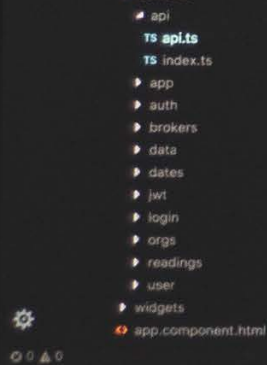 api
TS api.ts
TS index.ts
app
auth
brokers
data
dates
jwt
login
orgs
readings
user
widgets
<> app.component.html
0 0